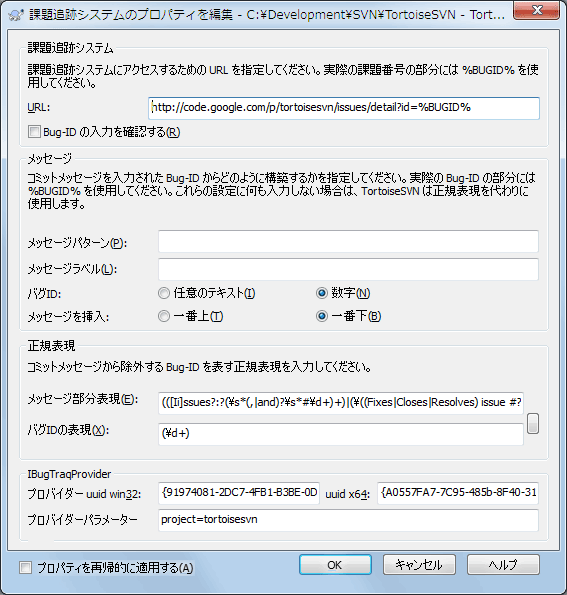 課題追跡システムのプロパティを編集 - C:¥Development¥SVN¥TortoiseSVN - Tort...
課題追跡システム
課題追跡システムにアクセスするための URL を指定してください。実際の課題番号の部分には %BUGID% を使
用してください。
URL: http://code.google.com/p/tortoisesvn/issues/detail?id=%BUGID%
Bug-ID の入力を確認する(R)
メッセージ
コミットメッセージを入力された Bug-ID からどのように構築するかを指定してください。実際の Bug-ID の部分には
%BUGID% を使用してください。これらの設定に何も入力しない場合は、TortoiseSVN は正規表現を代わりに
使用します。
メッセージパターン(P):
メッセージラベル(L):
バグID: 任意のテキスト(I) 数字(N)
メッセージを挿入: 一番上(T) 一番下(B)
正規表現
コミットメッセージから除外する Bug-ID を表す正規表現を入力してください。
メッセージ部分表現(E): (([Ii]ssues?:?(¥s*(,|and)?¥s*#¥d+)+)|(¥((Fixes|Closes|Resolves) issue #?
バグIDの表現(X): (¥d+)
IBugTraqProvider
プロバイダー uuid win32: {91974081-2DC7-4FB1-B3BE-0D uuid x64: {A0557FA7-7C95-485b-8F40-31
プロバイダーパラメーター project=tortoisesvn
プロパティを再帰的に適用する(A) OK キャンセル ヘルプ